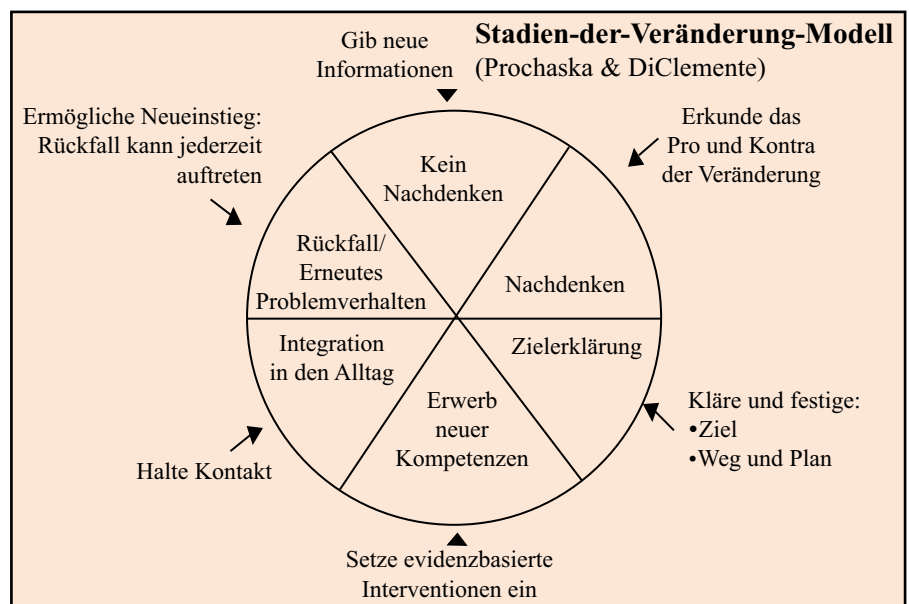 Stadien-der-Veränderung-Modell
(Prochaska & DiClemente)
Gib neue
Informationen
Erkunde das
Pro und Kontra
der Veränderung
Ermögliche Neueinstieg:
Rückfall kann jederzeit
auftreten
Kein
Nachdenken
Nachdenken
Rückfall/
Erneutes
Problemverhalten
Zielerklärung
Integration
in den Alltag
Erwerb
neuer
Kompetenzen
Kläre und festige:
•Ziel
•Weg und Plan
Halte Kontakt
Setze evidenzbasierte
Interventionen ein